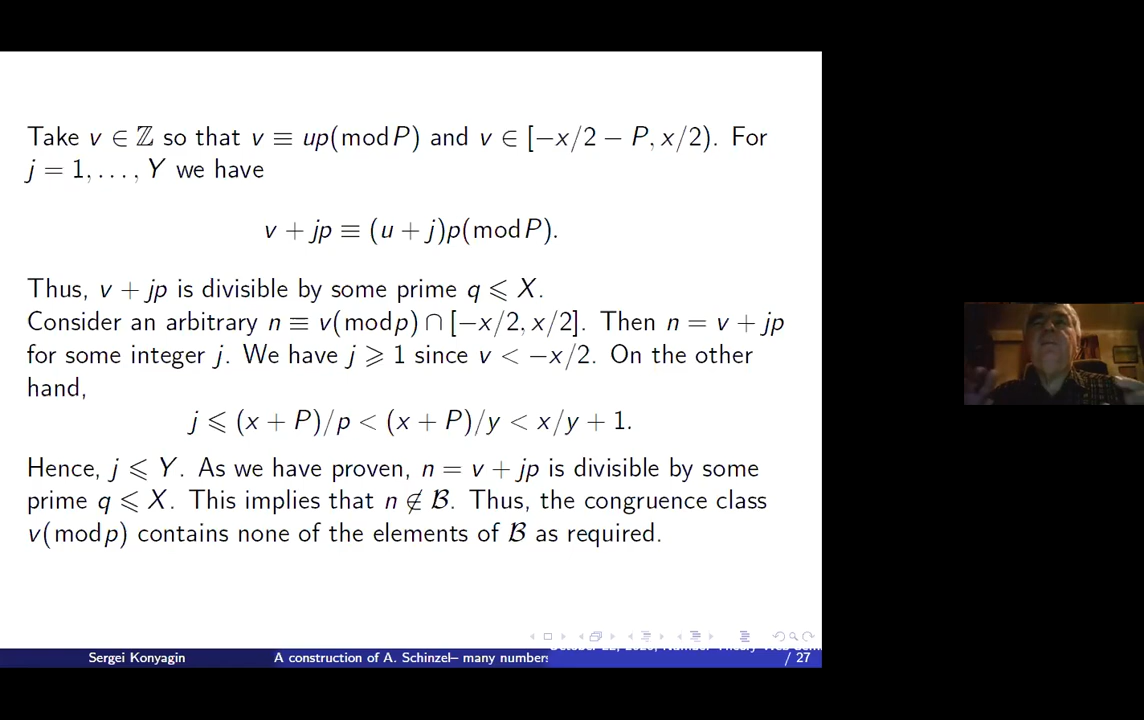 Take v ∈ ℤ so that v ≡ up(mod P) and v ∈ [−x/2 − P, x/2). For
j = 1, . . . , Y we have
v + jp ≡ (u + j)p(mod P).
Thus, v + jp is divisible by some prime q ⩽ X.
Consider an arbitrary n ≡ v(mod p) ∩ [−x/2, x/2]. Then n = v + jp
for some integer j. We have j ⩾ 1 since v < −x/2. On the other
hand,
j ⩽ (x + P)/p < (x + P)/y < x/y + 1.
Hence, j ⩽ Y. As we have proven, n = v + jp is divisible by some
prime q ⩽ X. This implies that n ∉ ℬ. Thus, the congruence class
v(mod p) contains none of the elements of ℬ as required.
Sergei Konyagin A construction of A. Schinzel– many numbers
/ 27